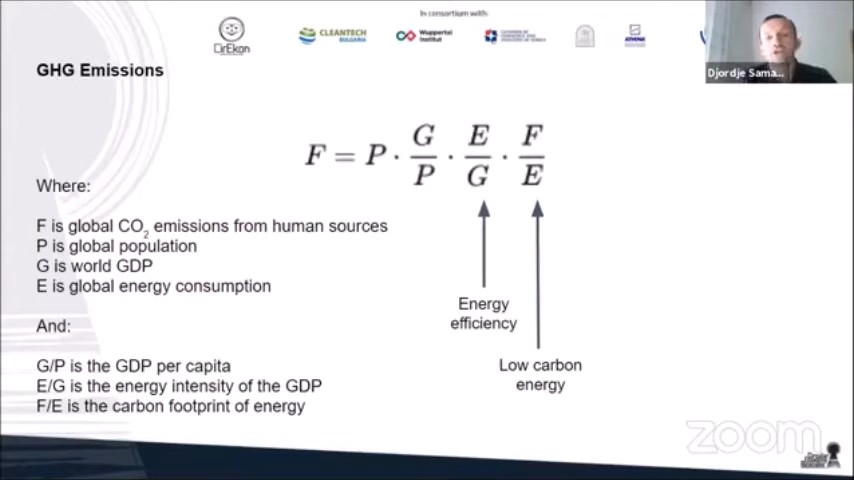 In consortium with:
CirEkon
CLEANTECH
BULGARIA
Wuppertal
Institut
ATHENA
Djordje Sama...
GHG Emissions
F = P · G/P · E/G · F/E
Where:
F is global CO₂ emissions from human sources
P is global population
G is world GDP
E is global energy consumption
And:
G/P is the GDP per capita
E/G is the energy intensity of the GDP
F/E is the carbon footprint of energy
Energy
efficiency
Low carbon
energy
zoom